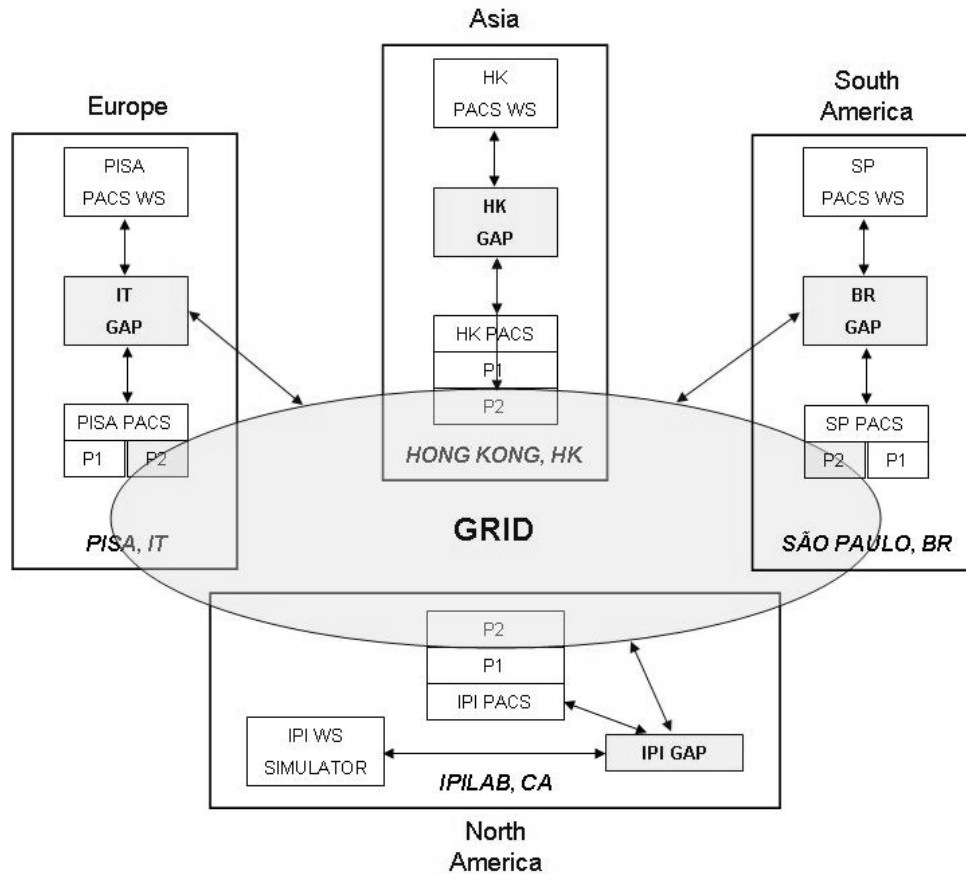 Asia
HK
PACS WS
HK
GAP
HK PACS
P1
P2
HONG KONG, HK
Europe
PISA
PACS WS
IT
GAP
PISA PACS
P1 P2
PISA, IT
South
America
SP
PACS WS
BR
GAP
SP PACS
P2 P1
SÃO PAULO, BR
GRID
P2
P1
IPI PACS
IPI WS
SIMULATOR
IPI GAP
IPILAB, CA
North
America